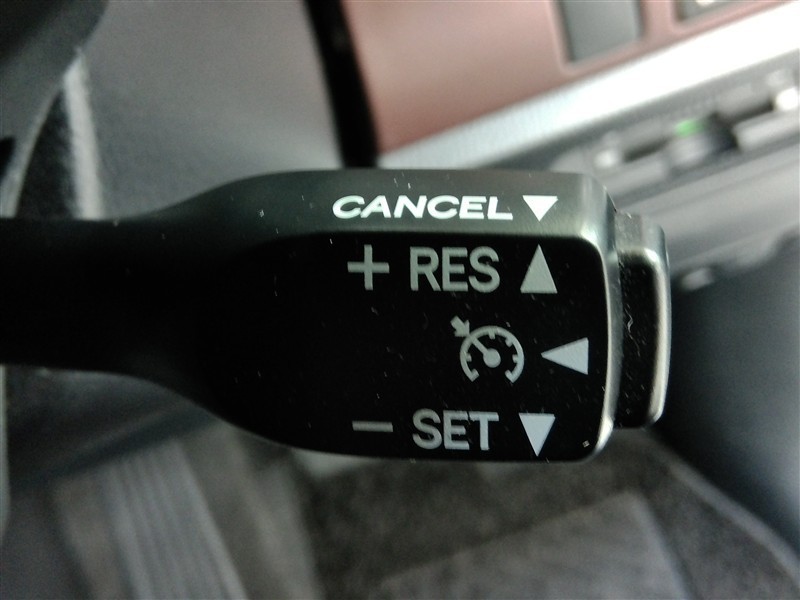 CANCEL ▼
+ RES ▲
◀
− SET ▼